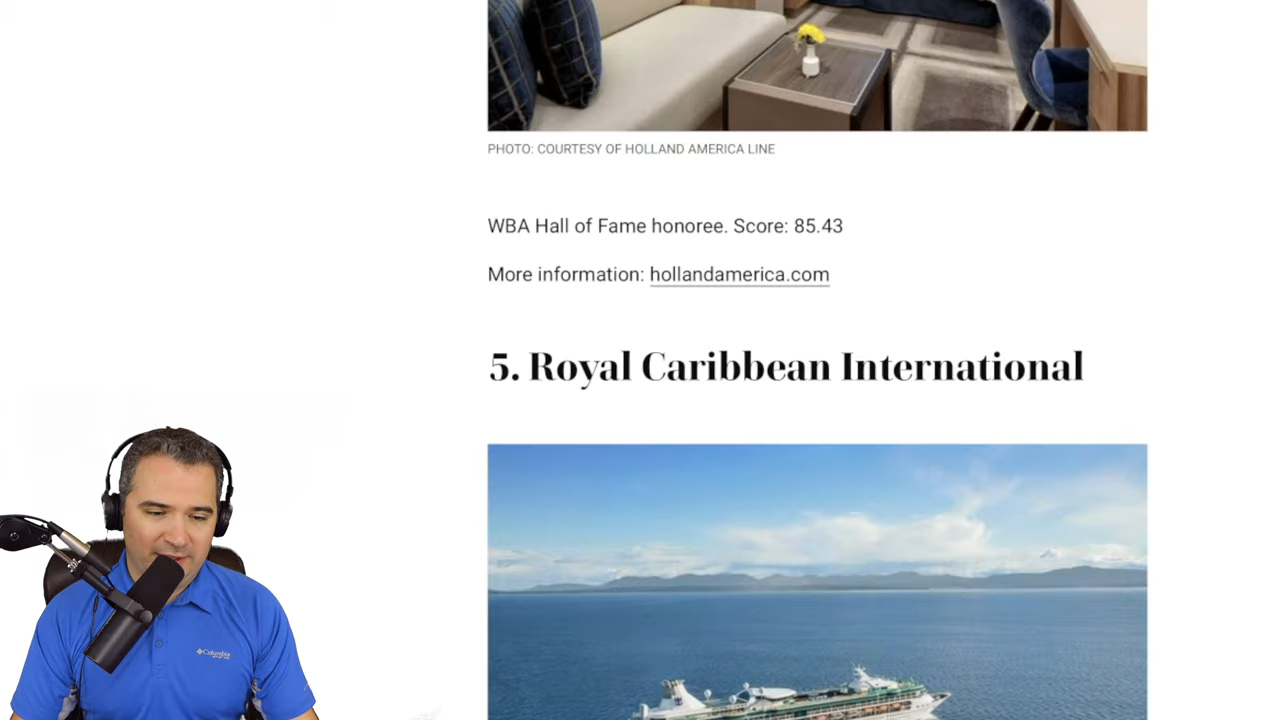 PHOTO: COURTESY OF HOLLAND AMERICA LINE
WBA Hall of Fame honoree. Score: 85.43
More information: hollandamerica.com
5. Royal Caribbean International
Columbia